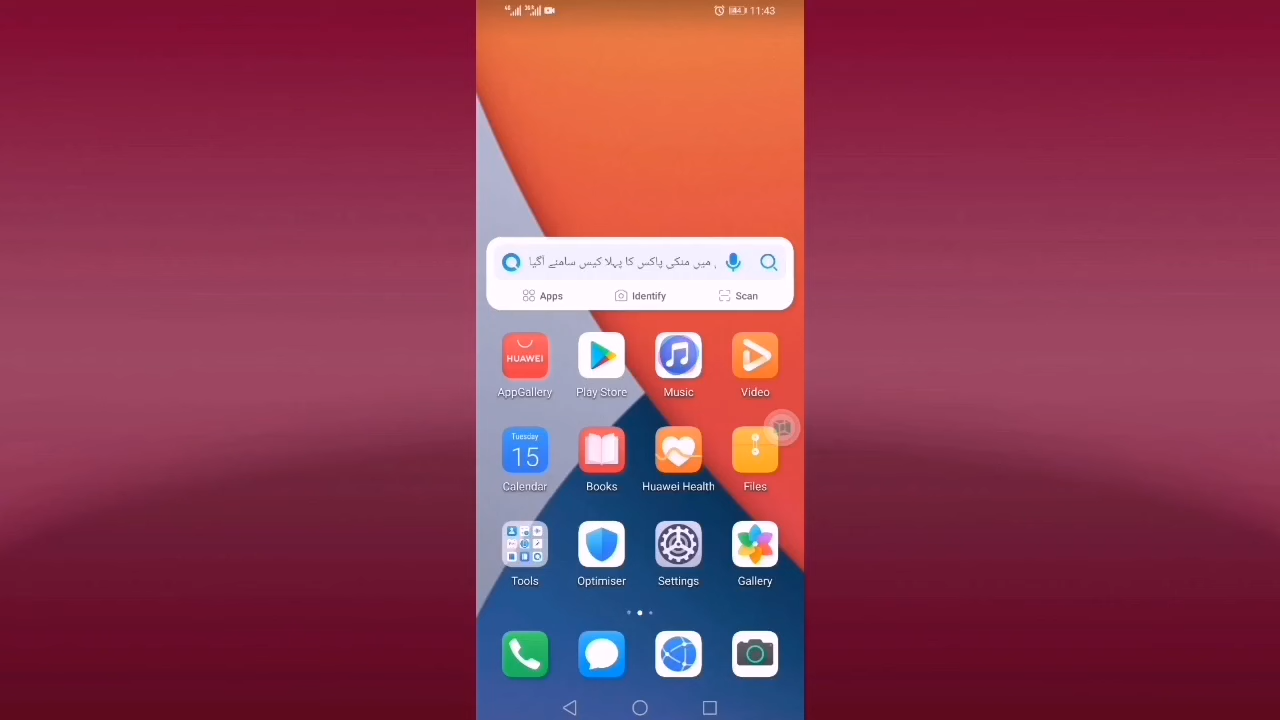 11:43
میں منکی پاکس کا پہلا کیس سامنے آگیا
Apps Identify Scan
HUAWEI
AppGallery Play Store Music Video
Tuesday
15
Calendar Books Huawei Health Files
Tools Optimiser Settings Gallery